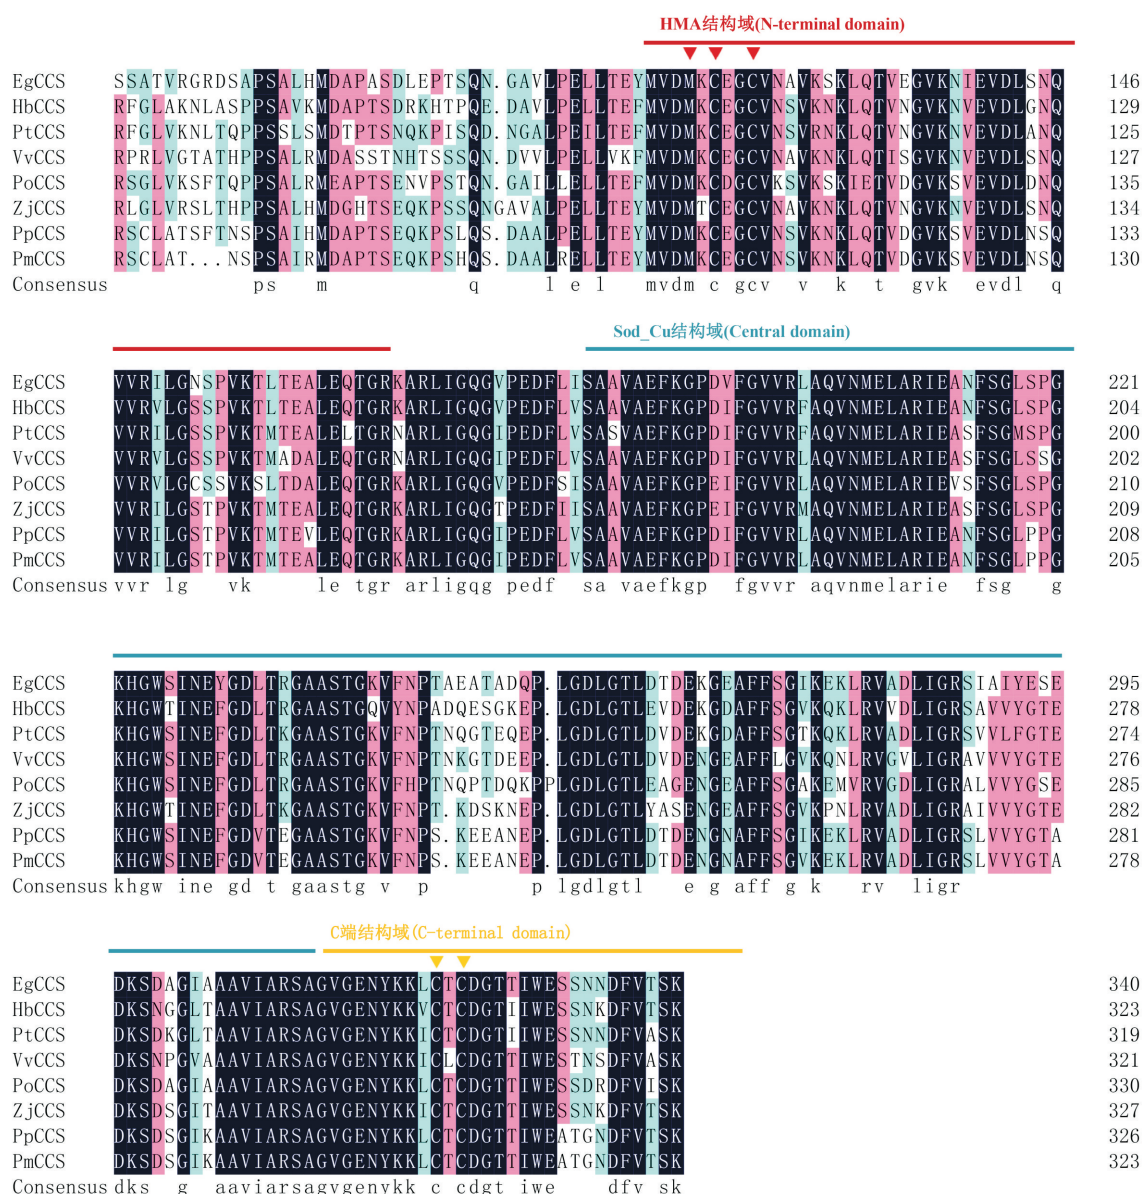 HMA结构域(N-terminal domain)
EgCCS SSATVRGRDSAPSALHMDAPASDLEPTSQN.GAVLPELLTEYMVDMKCEGCVNAVKSKLQTVEGVKNIEVDLSNQ 146
HbCCS RFGLAKNLASPPSAVKMDAPTSDRKHTPQE.DAVLPELLTEFMVDMKCEGCVNSVKNKLQTVNGVKNVEVDLGNQ 129
PtCCS RFGLVKNLTQPPSSLSMDTPTSNQKPISQD.NGALPEILTEFMVDMKCEGCVNSVRNKLQTVNGVKNVEVDLANQ 125
VvCCS RPRLVGTATHPPSALRMDASSTNHTSSSQN.DVVLPELLVKFMVDMKCEGCVNAVKNKLQTISGVKNVEVDLSNQ 127
PoCCS RSGLVKSFTQPPSALRMEAPTSENVPSTQN.GAILLELLTEFMVDMKCDGCVKSVKSKIETVDGVKSVEVDLDNQ 135
ZjCCS RLGLVRSLTHPPSALHMDGHTSEQKPSSQNGAVALPELLTEYMVDMTCEGCVNAVKNKLQTVNGVKNVEVDLSNQ 134
PpCCS RSCLATSFTNSPSAIHMDAPTSEQKPSLQS.DAALPELLTEYMVDMKCEGCVNSVKNKLQTVDGVKSVEVDLNSQ 133
PmCCS RSCLAT...NSPSAIRMDAPTSEQKPSHQS.DAALRELLTEYMVDMKCEGCVNAVKNKLQTVDGVKSVEVDLNSQ 130
Consensus ps m q l e l mvdm c gcv v k t gvk evdl q
Sod_Cu结构域(Central domain)
EgCCS VVRILGNSPVKTLTEALEQTGRKARLIGQGVPEDFLISAAVAEFKGPDVFGVVRLAQVNMELARIEANFSGLSPG 221
HbCCS VVRVLGSSPVKTLTEALEQTGRKARLIGQGVPEDFLVSAAVAEFKGPDIFGVVRFAQVNMELARIEANFSGLSPG 204
PtCCS VVRILGSSPVKTMTEALELTGRNARLIGQGIPEDFLVSASVAEFKGPDIFGVVRFAQVNMELARIEASFSGMSPG 200
VvCCS VVRVLGSSPVKTMADALEQTGRNARLIGQGIPEDFLVSAAVAEFKGPDIFGVVRLAQVNMELARIEASFSGLSSG 202
PoCCS VVRVLGCSSVKSLTDALEQTGRKARLIGQGVPEDFSISAAVAEFKGPEIFGVVRLAQVNMELARIEVSFSGLSPG 210
ZjCCS VVRILGSTPVKTMTEALEQTGRKARLIGQGTPEDFLISAAVAEFKGPEIFGVVRMAQVNMELARIEASFSGLSPG 209
PpCCS VVRILGSTPVKTMTEVLEQTGRKARLIGQGIPEDFLVSAAVAEFKGPDIFGVVRLAQVNMELARIEANFSGLPPG 208
PmCCS VVRILGSTPVKTMTEALEQTGRKARLIGQGIPEDFLVSAAVAEFKGPDIFGVVRLAQVNMELARIEANFSGLPPG 205
Consensus vvr lg vk le tgr arligqg pedf sa vaefkgp fgvvr aqvnmelarie fsg g
EgCCS KHGWSINEYGDLTRGAASTGKVFNPTAEATADQP.LGDLGTLDTDEKGEAFFSGIKEKLRVADLIGRSIAIYESE 295
HbCCS KHGWTINEFGDLTRGAASTGQVYNPADQESGKEP.LGDLGTLEVDEKGDAFFSGVKQKLRVVDLIGRSAVVYGTE 278
PtCCS KHGWSINEFGDLTKGAASTGKVFNPTNQGTEQEP.LGDLGTLDVDEKGDAFFSGTKQKLRVADLIGRSVVLFGTE 274
VvCCS KHGWSINEFGDLTRGAASTGKVFNPTNKGTDEEP.LGDLGTLDVDENGEAFFLGVKQNLRVGVLIGRAVVVYGTE 276
PoCCS KHGWSINEFGDLTRGAASTGKVFHPTNQPTDQKPPLGDLGTLEAGENGEAFFSGAKEMVRVGDLIGRALVVYGSE 285
ZjCCS KHGWTINEFGDLTKGAASTGKVFNPT.KDSKNEP.LGDLGTLYASENGEAFFSGVKPNLRVADLIGRAIVVYGTE 282
PpCCS KHGWSINEFGDVTEGAASTGKVFNPS.KEEANEP.LGDLGTLDTDENGNAFFSGIKEKLRVADLIGRSLVVYGTA 281
PmCCS KHGWSINEFGDVTEGAASTGKVFNPS.KEEANEP.LGDLGTLDTDENGNAFFSGVKEKLRVADLIGRSLVVYGTA 278
Consensus khgw ine gd t gaastg v p p lgdlgtl e g aff g k rv ligr
C端结构域(C-terminal domain)
EgCCS DKSDAGIAAAVIARSAGVGENYKKLCTCDGTTIWESSNNDFVTSK 340
HbCCS DKSNGGLTAAVIARSAGVGENYKKVCTCDGTIIWESSNKDFVTSK 323
PtCCS DKSDKGLTAAVIARSAGVGENYKKICTCDGTIIWESSNNDFVASK 319
VvCCS DKSNPGVAAAVIARSAGVGENYKKICLCDGTTIWESTNSDFVASK 321
PoCCS DKSDAGIAAAVIARSAGVGENYKKLCTCDGTTIWESSDRDFVISK 330
ZjCCS DKSDSGITAAVIARSAGVGENYKKICTCDGTTIWESSNKDFVTSK 327
PpCCS DKSDSGIKAAVIARSAGVGENYKKLCTCDGTTIWEATGNDFVTSK 326
PmCCS DKSDSGIKAAVIARSAGVGENYKKLCTCDGTTIWEATGNDFVTSK 323
Consensus dks g aaviarsagvgenykk c cdgt iwe dfv sk